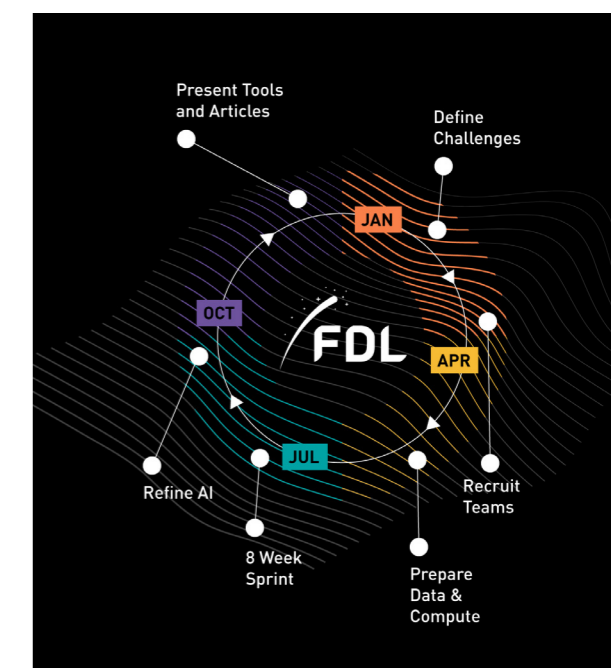 Present Tools
and Articles
Define
Challenges
JAN
OCT
FDL
APR
JUL
Refine AI
Recruit
Teams
8 Week
Sprint
Prepare
Data &
Compute